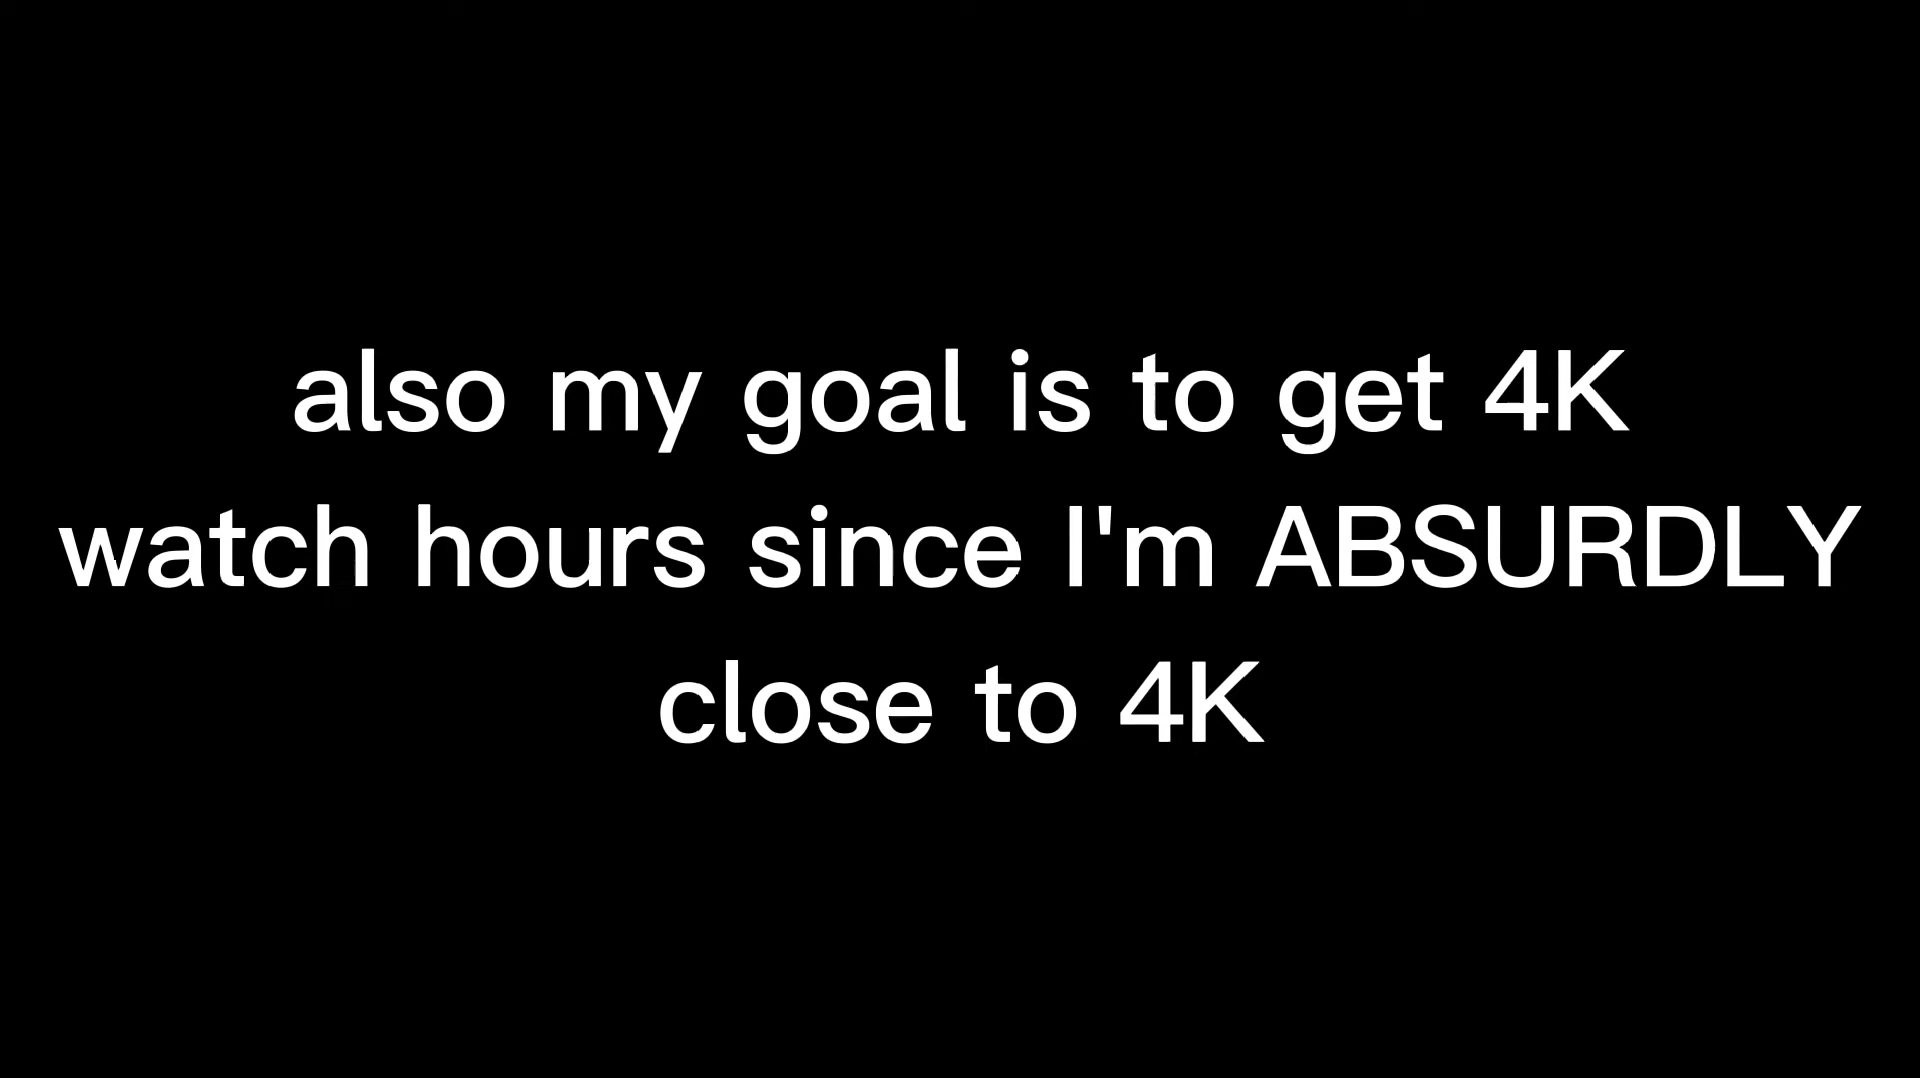 also my goal is to get 4K
watch hours since I'm ABSURDLY
close to 4K